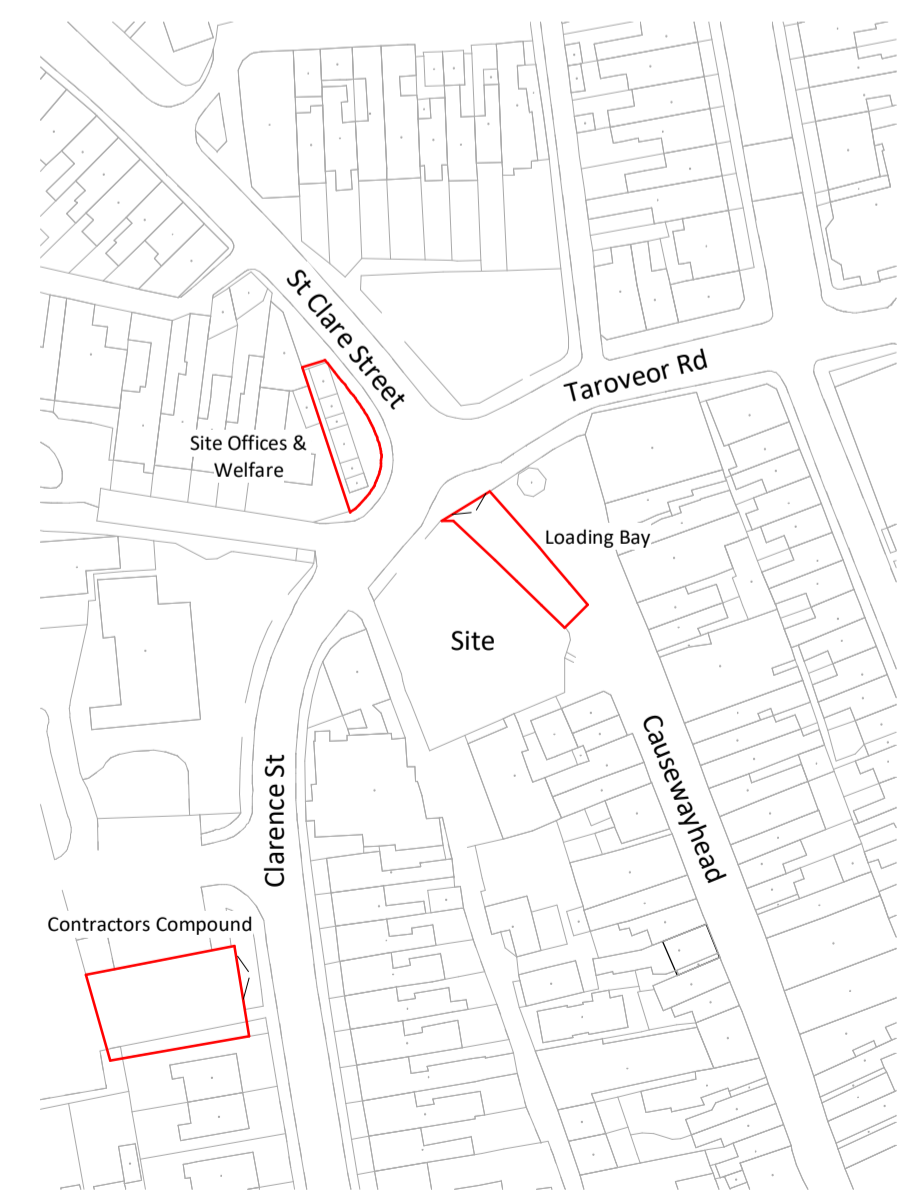 St Clare Street
Taroveor Rd
Site Offices &
Welfare
Loading Bay
Site
Causewayhead
Clarence St
Contractors Compound